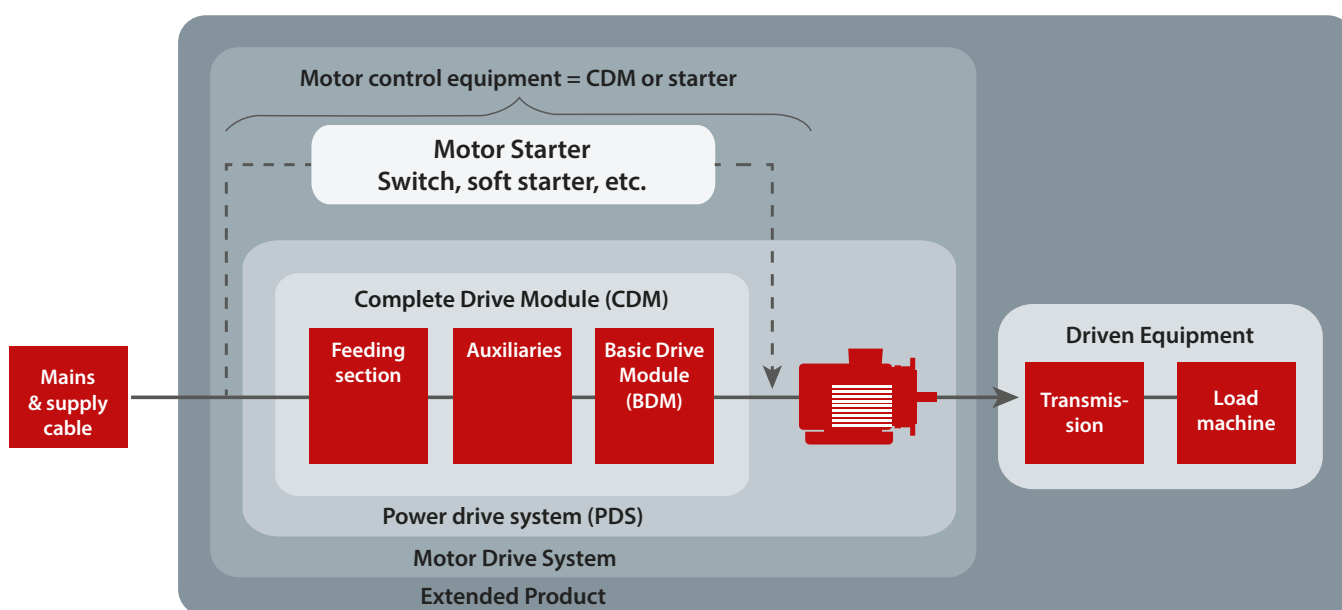 Motor control equipment = CDM or starter
Motor Starter
Switch, soft starter, etc.
Complete Drive Module (CDM)
Feeding
section
Auxiliaries
Basic Drive
Module
(BDM)
Mains
& supply
cable
Driven Equipment
Transmis-
sion
Load
machine
Power drive system (PDS)
Motor Drive System
Extended Product